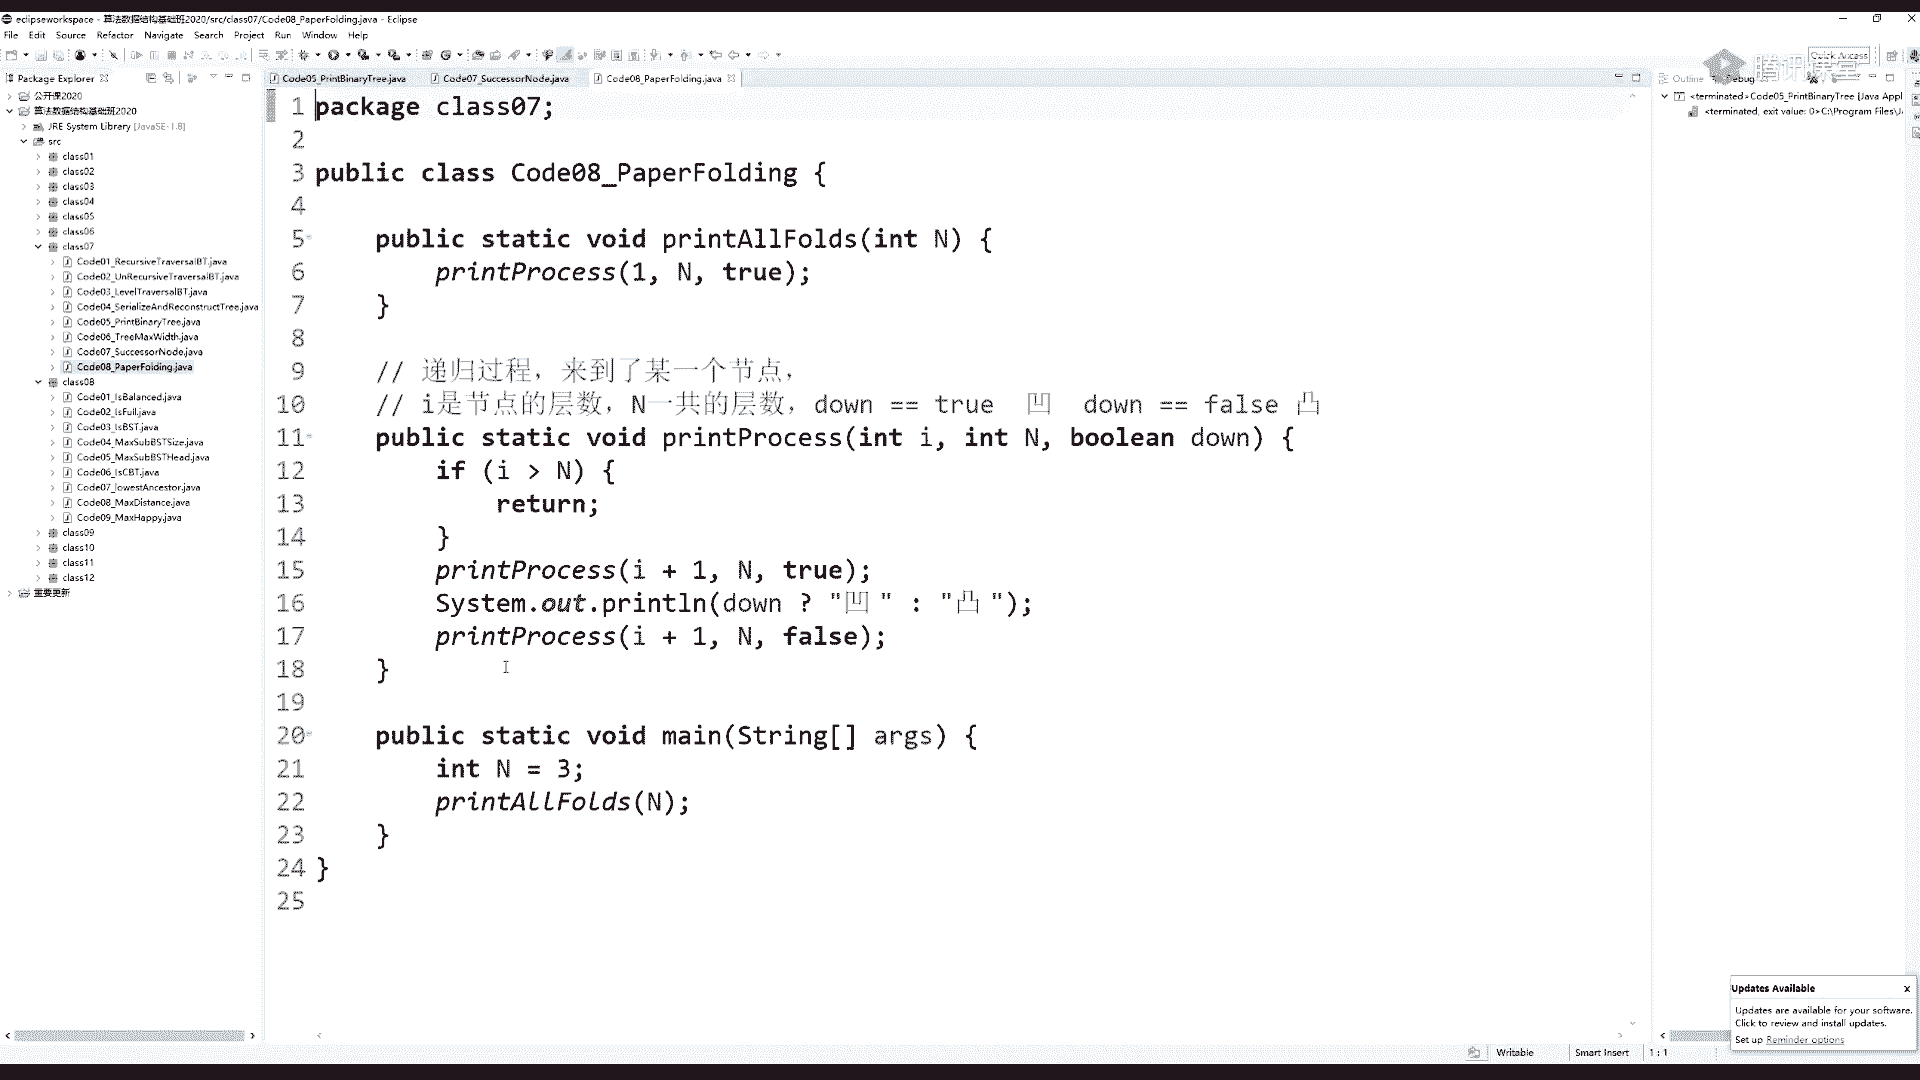 eclipseworkspace - 算法数据结构基础班2020/src/class07/Code08_PaperFolding.java - Eclipse
File Edit Source Refactor Navigate Search Project Run Window Help
Quick Access
腾讯课堂
Package Explorer
Code05_PrintBinaryTree.java
Code07_SuccessorNode.java
Code08_PaperFolding.java
Outline
Debug
公开课2020
算法数据结构基础班2020
JRE System Library [JavaSE-1.8]
src
class01
class02
class03
class04
class05
class06
class07
Code01_RecursiveTraversalBT.java
Code02_UnRecursiveTraversalBT.java
Code03_LevelTraversalBT.java
Code04_SerializeAndReconstructTree.java
Code05_PrintBinaryTree.java
Code06_TreeMaxWidth.java
Code07_SuccessorNode.java
Code08_PaperFolding.java
class08
Code01_IsBalanced.java
Code02_IsFull.java
Code03_IsBST.java
Code04_MaxSubBSTSize.java
Code05_MaxSubBSTHead.java
Code06_IsCBT.java
Code07_lowestAncestor.java
Code08_MaxDistance.java
Code09_MaxHappy.java
class09
class10
class11
class12
重要更新
1 package class07;
2
3 public class Code08_PaperFolding {
4
5 public static void printAllFolds(int N) {
6 printProcess(1, N, true);
7 }
8
9 // 递归过程，来到了某一个节点，
10 // i是节点的层数，N一共的层数，down == true 凹 down == false 凸
11 public static void printProcess(int i, int N, boolean down) {
12 if (i > N) {
13 return;
14 }
15 printProcess(i + 1, N, true);
16 System.out.println(down ? "凹 " : "凸 ");
17 printProcess(i + 1, N, false);
18 }
19
20 public static void main(String[] args) {
21 int N = 3;
22 printAllFolds(N);
23 }
24 }
25
<terminated>Code05_PrintBinaryTree [Java Appl
<terminated, exit value: 0>C:\Program Files\J
Updates Available x
Updates are available for your software.
Click to review and install updates.
Set up Reminder options
Writable Smart Insert 1 : 1